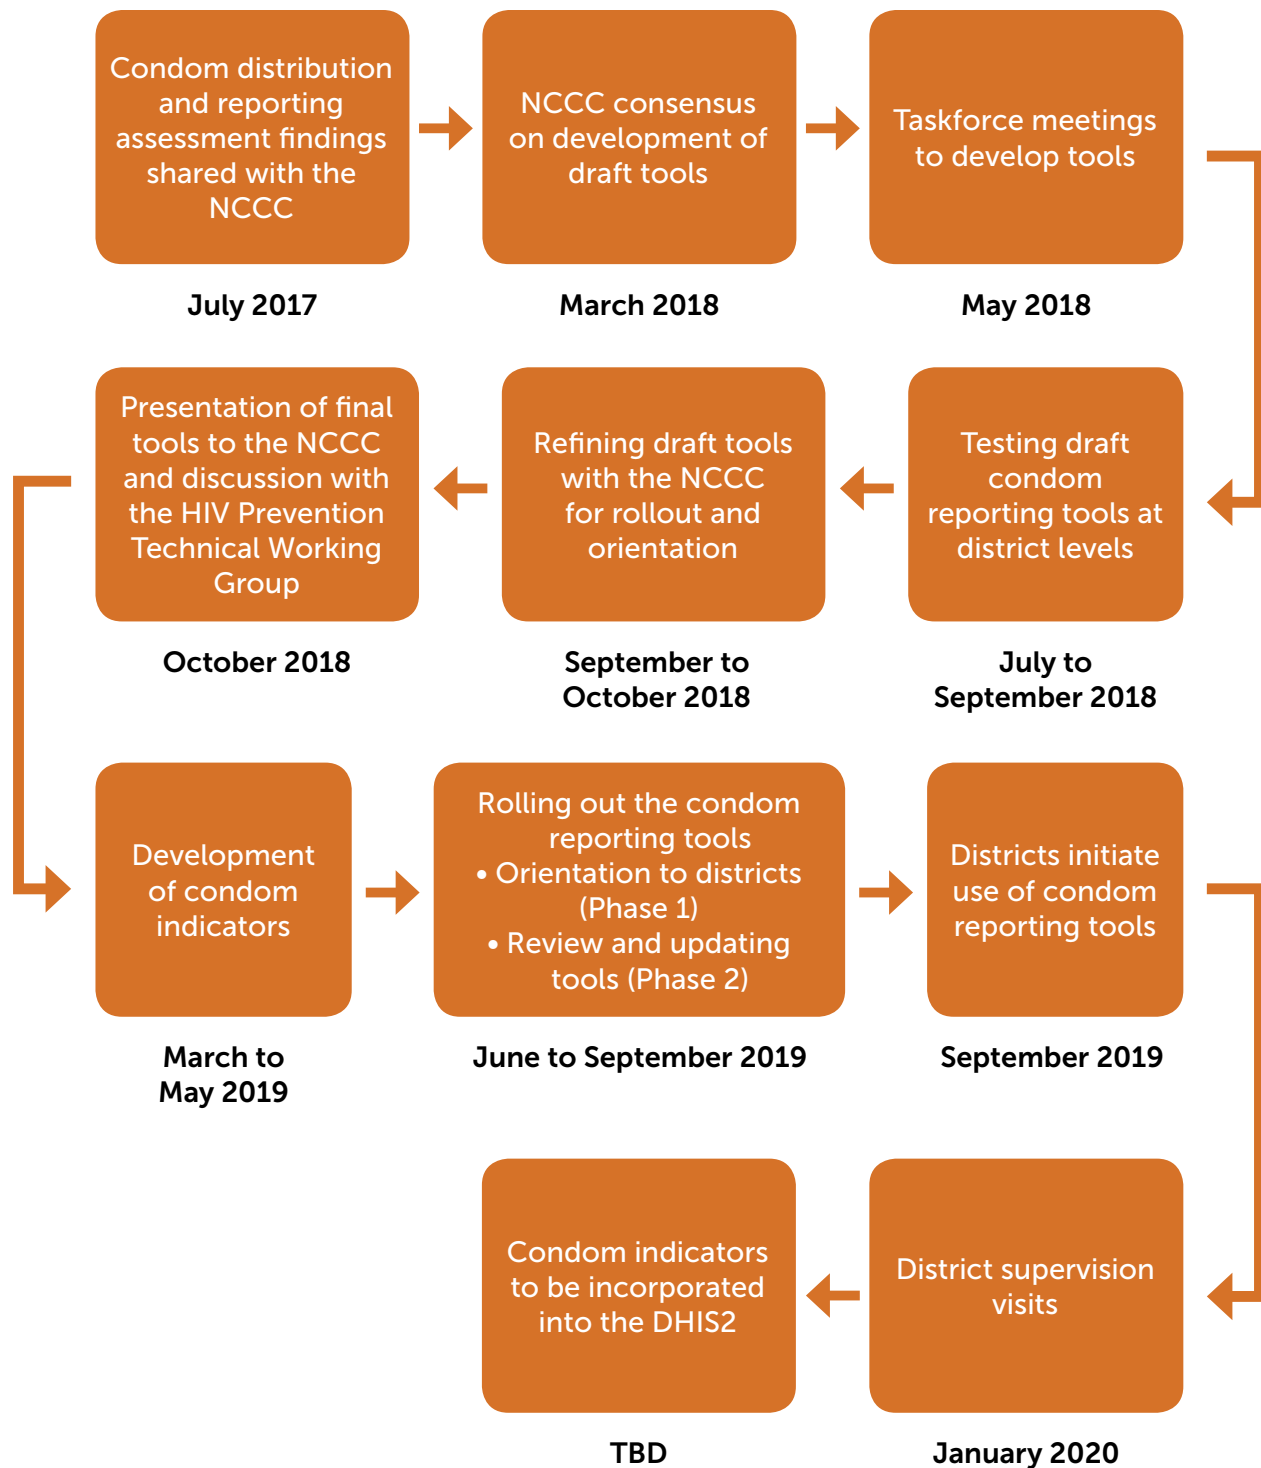 Condom distribution
and reporting
assessment findings
shared with the
NCCC
July 2017
NCCC consensus
on development of
draft tools
March 2018
Taskforce meetings
to develop tools
May 2018
Testing draft
condom
reporting tools at
district levels
July to
September 2018
Refining draft tools
with the NCCC
for rollout and
orientation
September to
October 2018
Presentation of final
tools to the NCCC
and discussion with
the HIV Prevention
Technical Working
Group
October 2018
Development
of condom
indicators
March to
May 2019
Rolling out the condom
reporting tools
• Orientation to districts
(Phase 1)
• Review and updating
tools (Phase 2)
June to September 2019
Districts initiate
use of condom
reporting tools
September 2019
District supervision
visits
January 2020
Condom indicators
to be incorporated
into the DHIS2
TBD